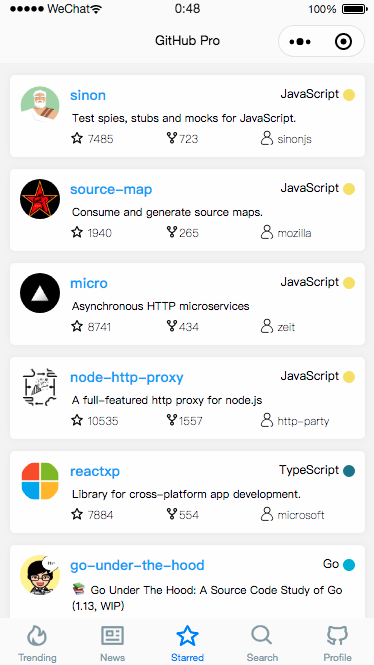 WeChat 0:48 100%
GitHub Pro
sinon JavaScript
Test spies, stubs and mocks for JavaScript.
7485 723 sinonjs
source-map JavaScript
Consume and generate source maps.
1940 265 mozilla
micro JavaScript
Asynchronous HTTP microservices
8741 434 zeit
node-http-proxy JavaScript
A full-featured http proxy for node.js
10535 1557 http-party
reactxp TypeScript
Library for cross-platform app development.
7884 554 microsoft
go-under-the-hood Go
📚 Go Under The Hood: A Source Code Study of Go
(1.13, WIP)
Trending News Starred Search Profile